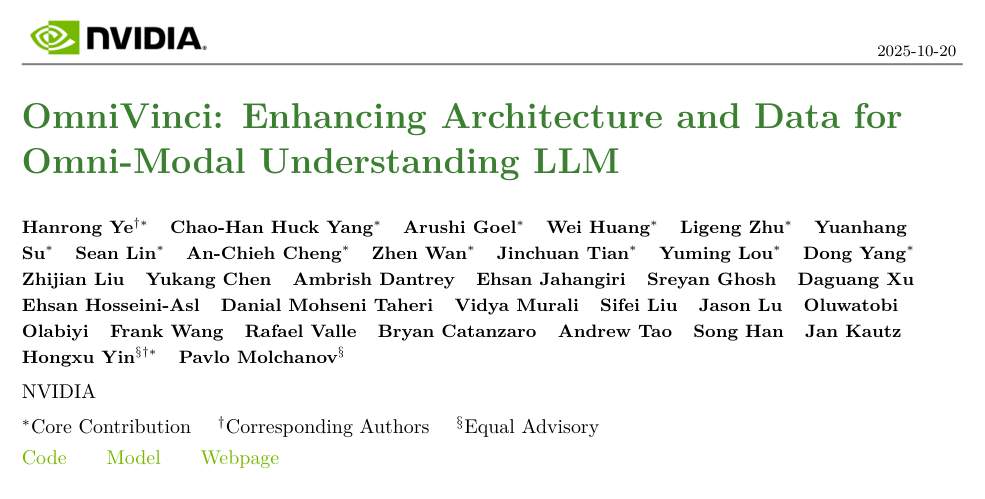 NVIDIA.
2025-10-20
OmniVinci: Enhancing Architecture and Data for
Omni-Modal Understanding LLM
Hanrong Ye†* Chao-Han Huck Yang* Arushi Goel* Wei Huang* Ligeng Zhu* Yuanhang
Su* Sean Lin* An-Chieh Cheng* Zhen Wan* Jinchuan Tian* Yuming Lou* Dong Yang*
Zhijian Liu Yukang Chen Ambrish Dantrey Ehsan Jahangiri Sreyan Ghosh Daguang Xu
Ehsan Hosseini-Asl Danial Mohseni Taheri Vidya Murali Sifei Liu Jason Lu Oluwatobi
Olabiyi Frank Wang Rafael Valle Bryan Catanzaro Andrew Tao Song Han Jan Kautz
Hongxu Yin§†* Pavlo Molchanov§
NVIDIA
*Core Contribution †Corresponding Authors §Equal Advisory
Code Model Webpage